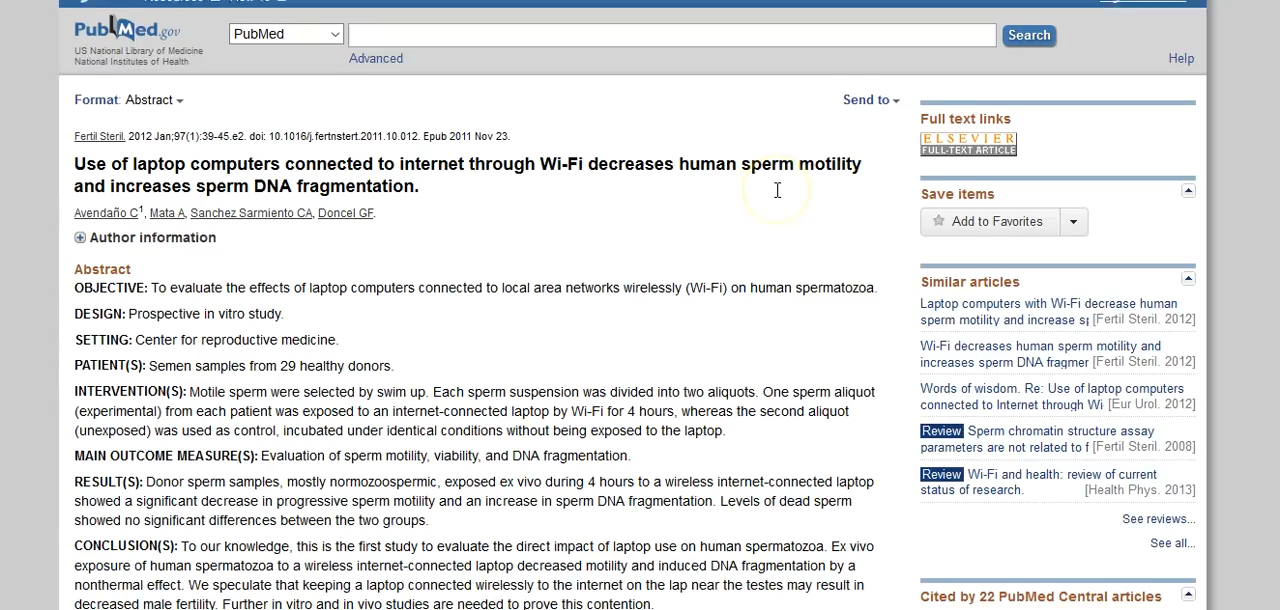 PubMed.gov
US National Library of Medicine
National Institutes of Health
PubMed
Search
Advanced
Help
Format: Abstract
Send to
Fertil Steril. 2012 Jan;97(1):39-45.e2. doi: 10.1016/j.fertnstert.2011.10.012. Epub 2011 Nov 23.
Use of laptop computers connected to internet through Wi-Fi decreases human sperm motility
and increases sperm DNA fragmentation.
Avendaño C1, Mata A, Sanchez Sarmiento CA, Doncel GF.
Author information
Abstract
OBJECTIVE: To evaluate the effects of laptop computers connected to local area networks wirelessly (Wi-Fi) on human spermatozoa.
DESIGN: Prospective in vitro study.
SETTING: Center for reproductive medicine.
PATIENT(S): Semen samples from 29 healthy donors.
INTERVENTION(S): Motile sperm were selected by swim up. Each sperm suspension was divided into two aliquots. One sperm aliquot
(experimental) from each patient was exposed to an internet-connected laptop by Wi-Fi for 4 hours, whereas the second aliquot
(unexposed) was used as control, incubated under identical conditions without being exposed to the laptop.
MAIN OUTCOME MEASURE(S): Evaluation of sperm motility, viability, and DNA fragmentation.
RESULT(S): Donor sperm samples, mostly normozoospermic, exposed ex vivo during 4 hours to a wireless internet-connected laptop
showed a significant decrease in progressive sperm motility and an increase in sperm DNA fragmentation. Levels of dead sperm
showed no significant differences between the two groups.
CONCLUSION(S): To our knowledge, this is the first study to evaluate the direct impact of laptop use on human spermatozoa. Ex vivo
exposure of human spermatozoa to a wireless internet-connected laptop decreased motility and induced DNA fragmentation by a
nonthermal effect. We speculate that keeping a laptop connected wirelessly to the internet on the lap near the testes may result in
decreased male fertility. Further in vitro and in vivo studies are needed to prove this contention.
Full text links
ELSEVIER
FULL-TEXT ARTICLE
Save items
Add to Favorites
Similar articles
Laptop computers with Wi-Fi decrease human
sperm motility and increase s [Fertil Steril. 2012]
Wi-Fi decreases human sperm motility and
increases sperm DNA fragmer [Fertil Steril. 2012]
Words of wisdom. Re: Use of laptop computers
connected to Internet through Wi [Eur Urol. 2012]
Review Sperm chromatin structure assay
parameters are not related to f [Fertil Steril. 2008]
Review Wi-Fi and health: review of current
status of research. [Health Phys. 2013]
See reviews...
See all...
Cited by 22 PubMed Central articles